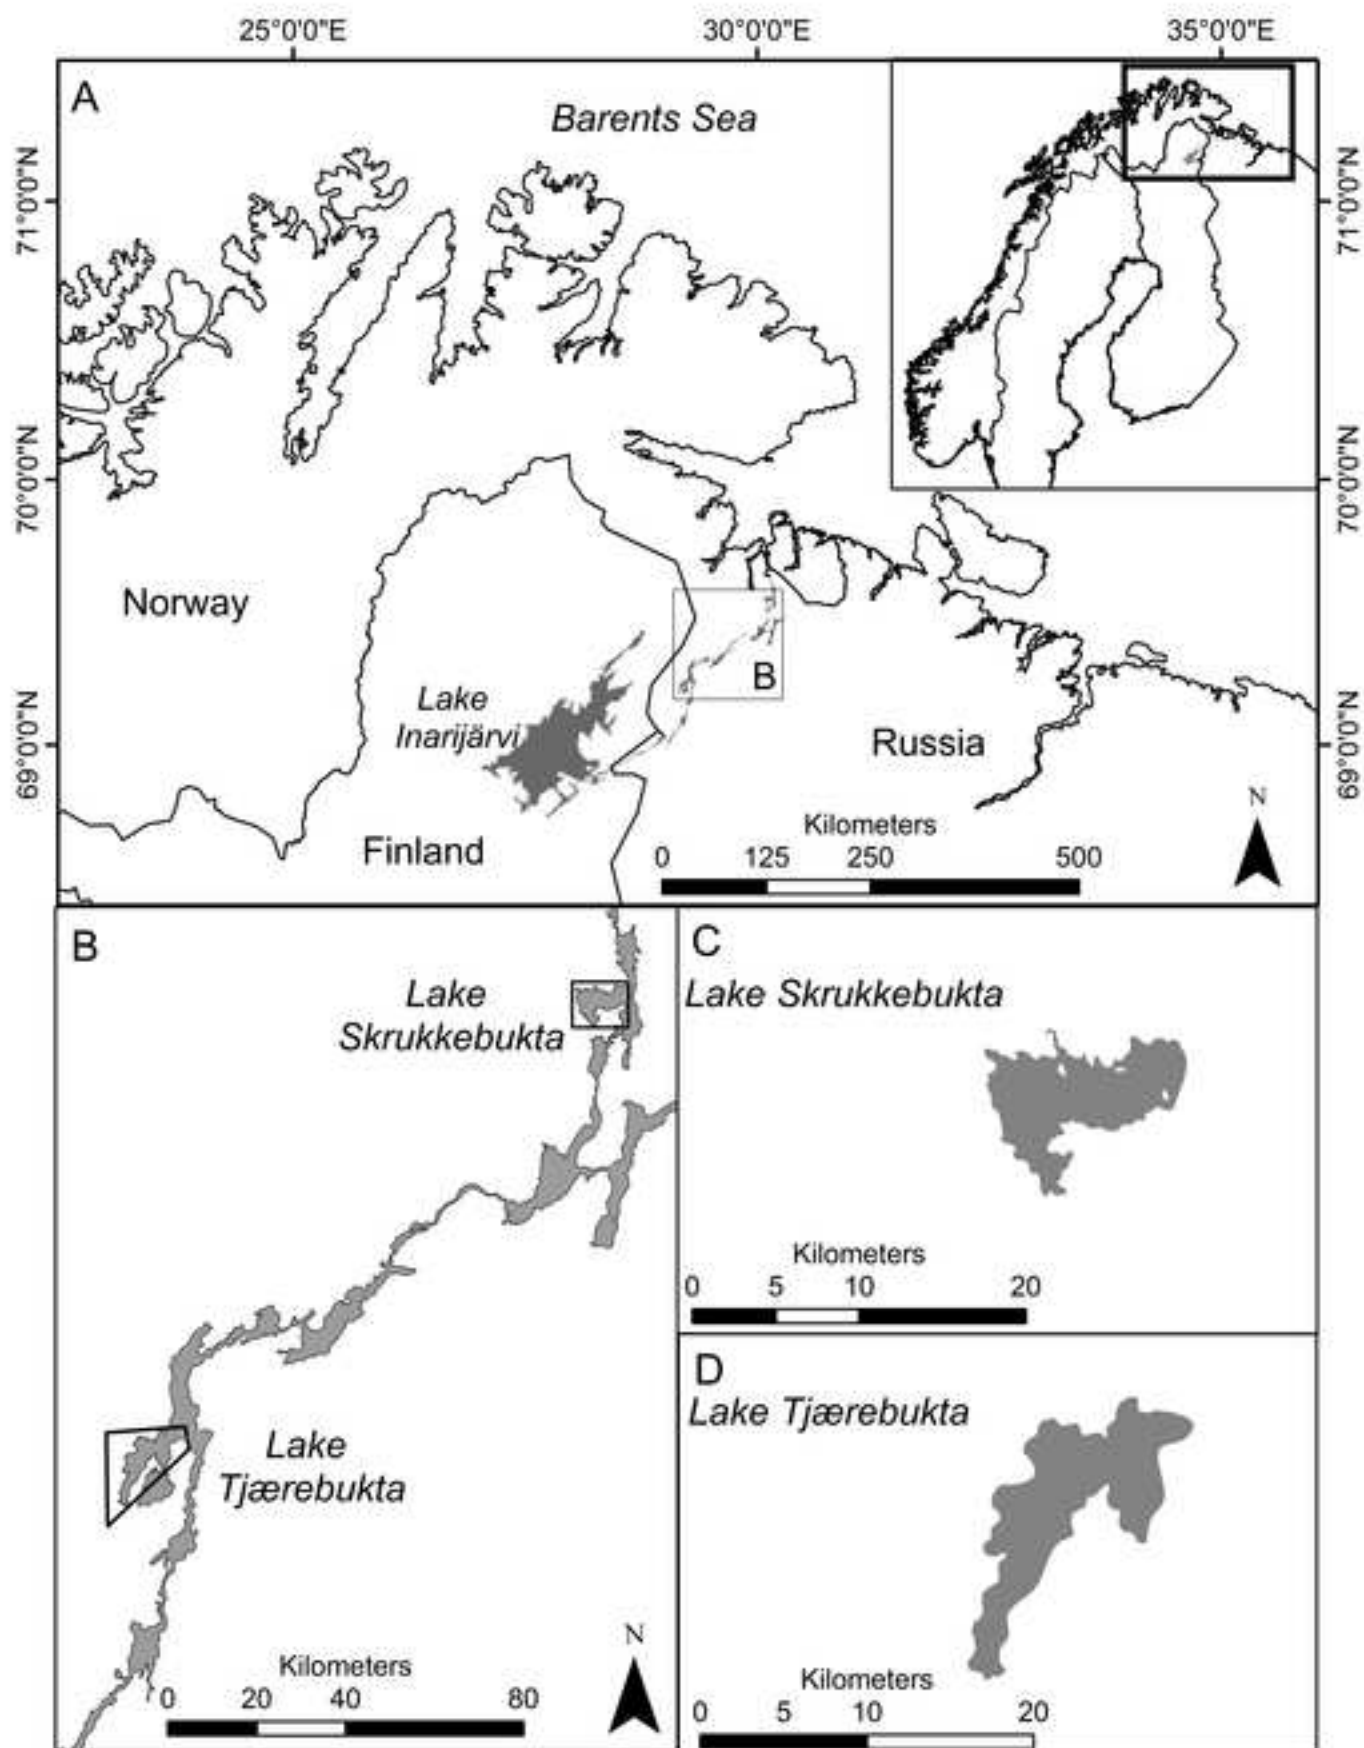 25°0'0"E 30°0'0"E 35°0'0"E
A
Barents Sea
71°0'0"N
71°0'0"N
70°0'0"N
70°0'0"N
Norway
B
Lake
Inarijärvi
Russia
69°0'0"N
69°0'0"N
Finland
Kilometers
0 125 250 500
N
B
Lake
Skrukkebukta
Lake
Tjærebukta
Kilometers
0 20 40 80
N
C
Lake Skrukkebukta
Kilometers
0 5 10 20
D
Lake Tjærebukta
Kilometers
0 5 10 20